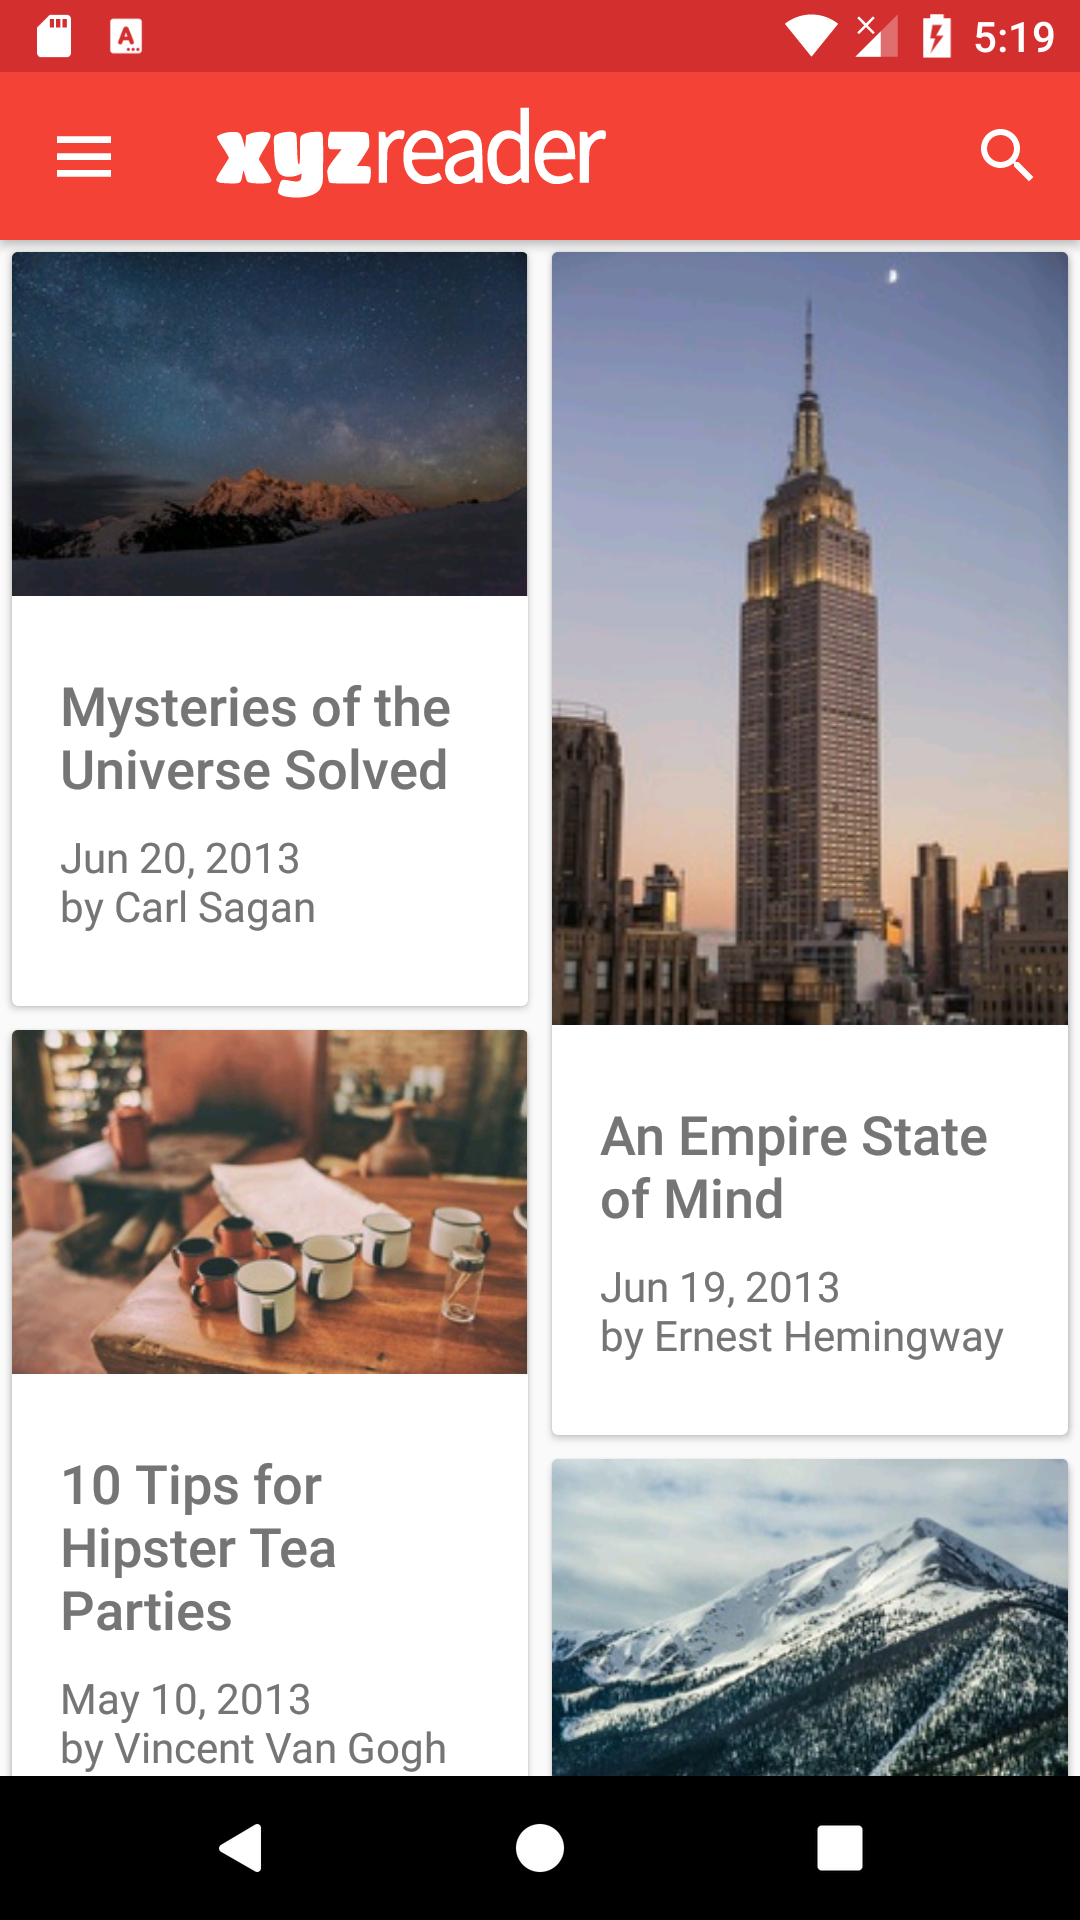 5:19
xyzreader
Mysteries of the
Universe Solved
Jun 20, 2013
by Carl Sagan
An Empire State
of Mind
Jun 19, 2013
by Ernest Hemingway
10 Tips for
Hipster Tea
Parties
May 10, 2013
by Vincent Van Gogh